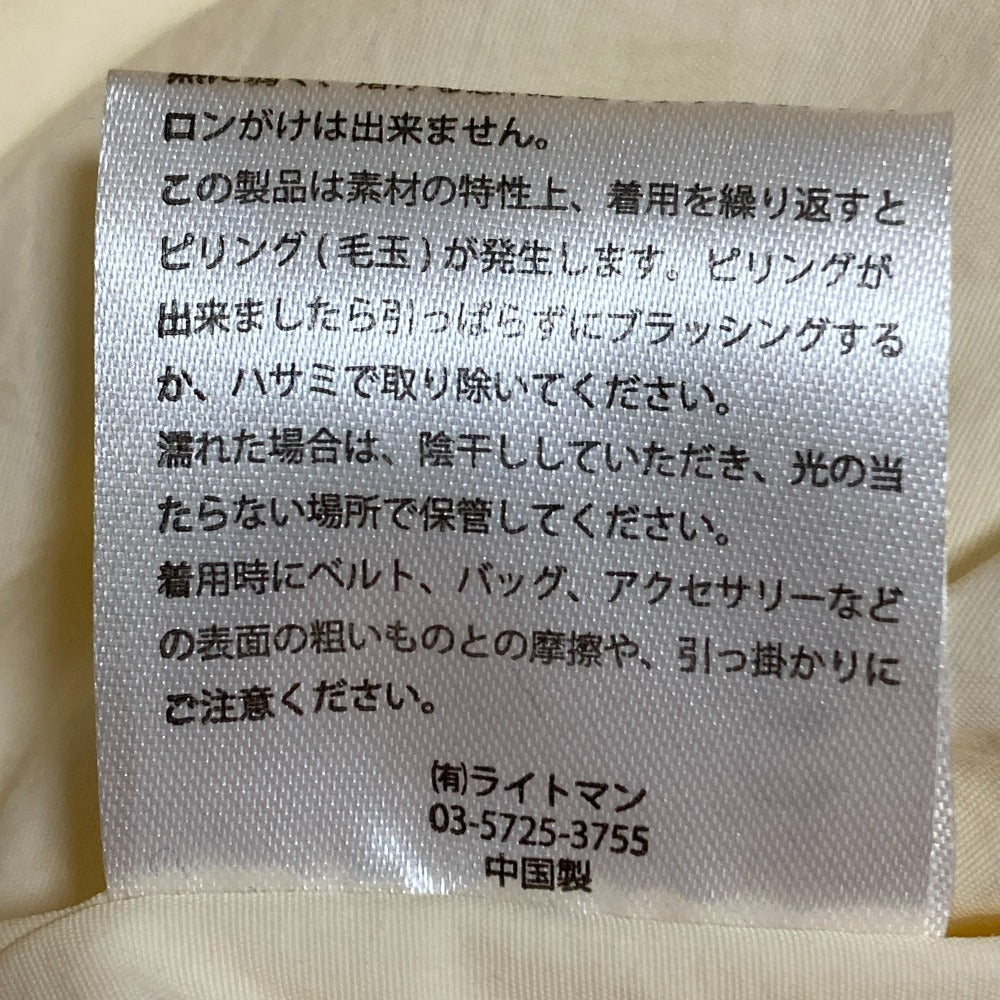 ロンがけは出来ません。
この製品は素材の特性上、着用を繰り返すと
ピリング(毛玉)が発生します。ピリングが
出来ましたら引っぱらずにブラッシングする
か、ハサミで取り除いてください。
濡れた場合は、陰干ししていただき、光の当
たらない場所で保管してください。
着用時にベルト、バッグ、アクセサリーなど
の表面の粗いものとの摩擦や、引っ掛かりに
ご注意ください。
㈲ライトマン
03-5725-3755
中国製